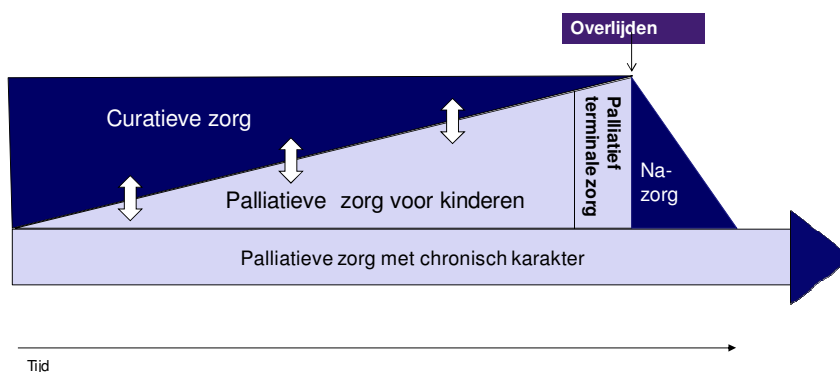 Overlijden
Curatieve zorg
Palliatieve zorg voor kinderen
Palliatief
terminale zorg
Na-
zorg
Palliatieve zorg met chronisch karakter
Tijd